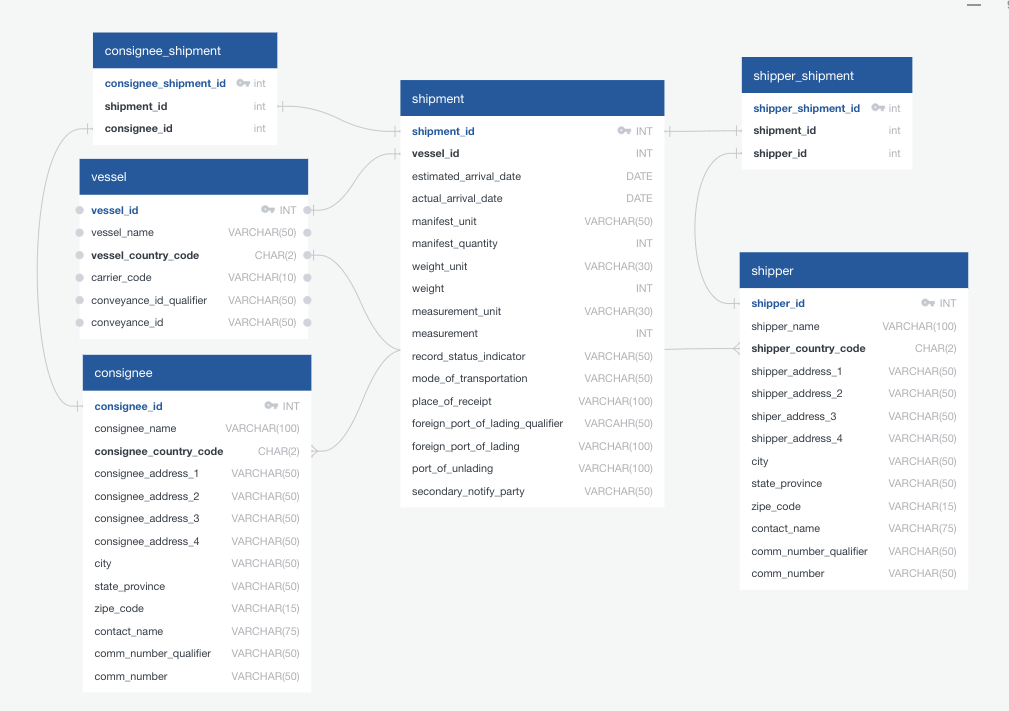 consignee_shipment
consignee_shipment_id int
shipment_id int
consignee_id int
vessel
vessel_id INT
vessel_name VARCHAR(50)
vessel_country_code CHAR(2)
carrier_code VARCHAR(10)
conveyance_id_qualifier VARCHAR(50)
conveyance_id VARCHAR(50)
consignee
consignee_id INT
consignee_name VARCHAR(100)
consignee_country_code CHAR(2)
consignee_address_1 VARCHAR(50)
consignee_address_2 VARCHAR(50)
consignee_address_3 VARCHAR(50)
consignee_address_4 VARCHAR(50)
city VARCHAR(50)
state_province VARCHAR(50)
zipe_code VARCHAR(15)
contact_name VARCHAR(75)
comm_number_qualifier VARCHAR(50)
comm_number VARCHAR(50)
shipment
shipment_id INT
vessel_id INT
estimated_arrival_date DATE
actual_arrival_date DATE
manifest_unit VARCHAR(50)
manifest_quantity INT
weight_unit VARCHAR(30)
weight INT
measurement_unit VARCHAR(30)
measurement INT
record_status_indicator VARCHAR(50)
mode_of_transportation VARCHAR(50)
place_of_receipt VARCHAR(100)
foreign_port_of_lading_qualifier VARCAHR(50)
foreign_port_of_lading VARCHAR(100)
port_of_unlading VARCHAR(100)
secondary_notify_party VARCHAR(50)
shipper_shipment
shipper_shipment_id int
shipment_id int
shipper_id int
shipper
shipper_id INT
shipper_name VARCHAR(100)
shipper_country_code CHAR(2)
shipper_address_1 VARCHAR(50)
shipper_address_2 VARCHAR(50)
shiper_address_3 VARCHAR(50)
shipper_address_4 VARCHAR(50)
city VARCHAR(50)
state_province VARCHAR(50)
zipe_code VARCHAR(15)
contact_name VARCHAR(75)
comm_number_qualifier VARCHAR(50)
comm_number VARCHAR(50)